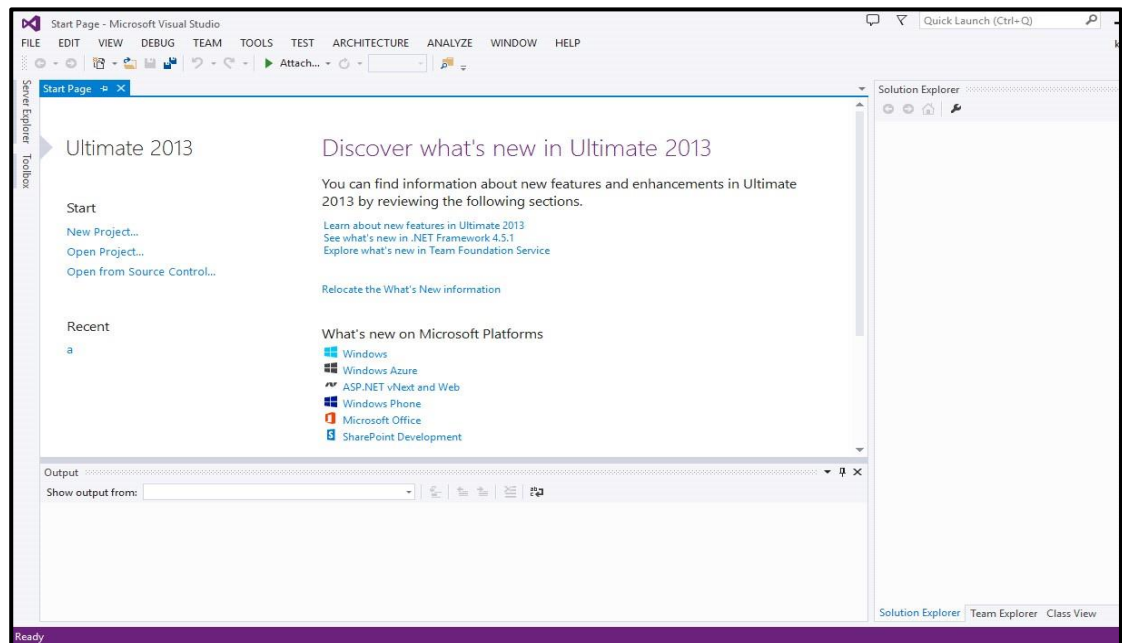 Start Page - Microsoft Visual Studio
Quick Launch (Ctrl+Q)
FILE EDIT VIEW DEBUG TEAM TOOLS TEST ARCHITECTURE ANALYZE WINDOW HELP
Attach...
Server Explorer
Toolbox
Start Page
Ultimate 2013
Start
New Project...
Open Project...
Open from Source Control...
Recent
a
Discover what's new in Ultimate 2013
You can find information about new features and enhancements in Ultimate
2013 by reviewing the following sections.
Learn about new features in Ultimate 2013
See what's new in .NET Framework 4.5.1
Explore what's new in Team Foundation Service
Relocate the What's New information
What's new on Microsoft Platforms
Windows
Windows Azure
ASP.NET vNext and Web
Windows Phone
Microsoft Office
SharePoint Development
Solution Explorer
Output
Show output from:
Solution Explorer Team Explorer Class View
Ready